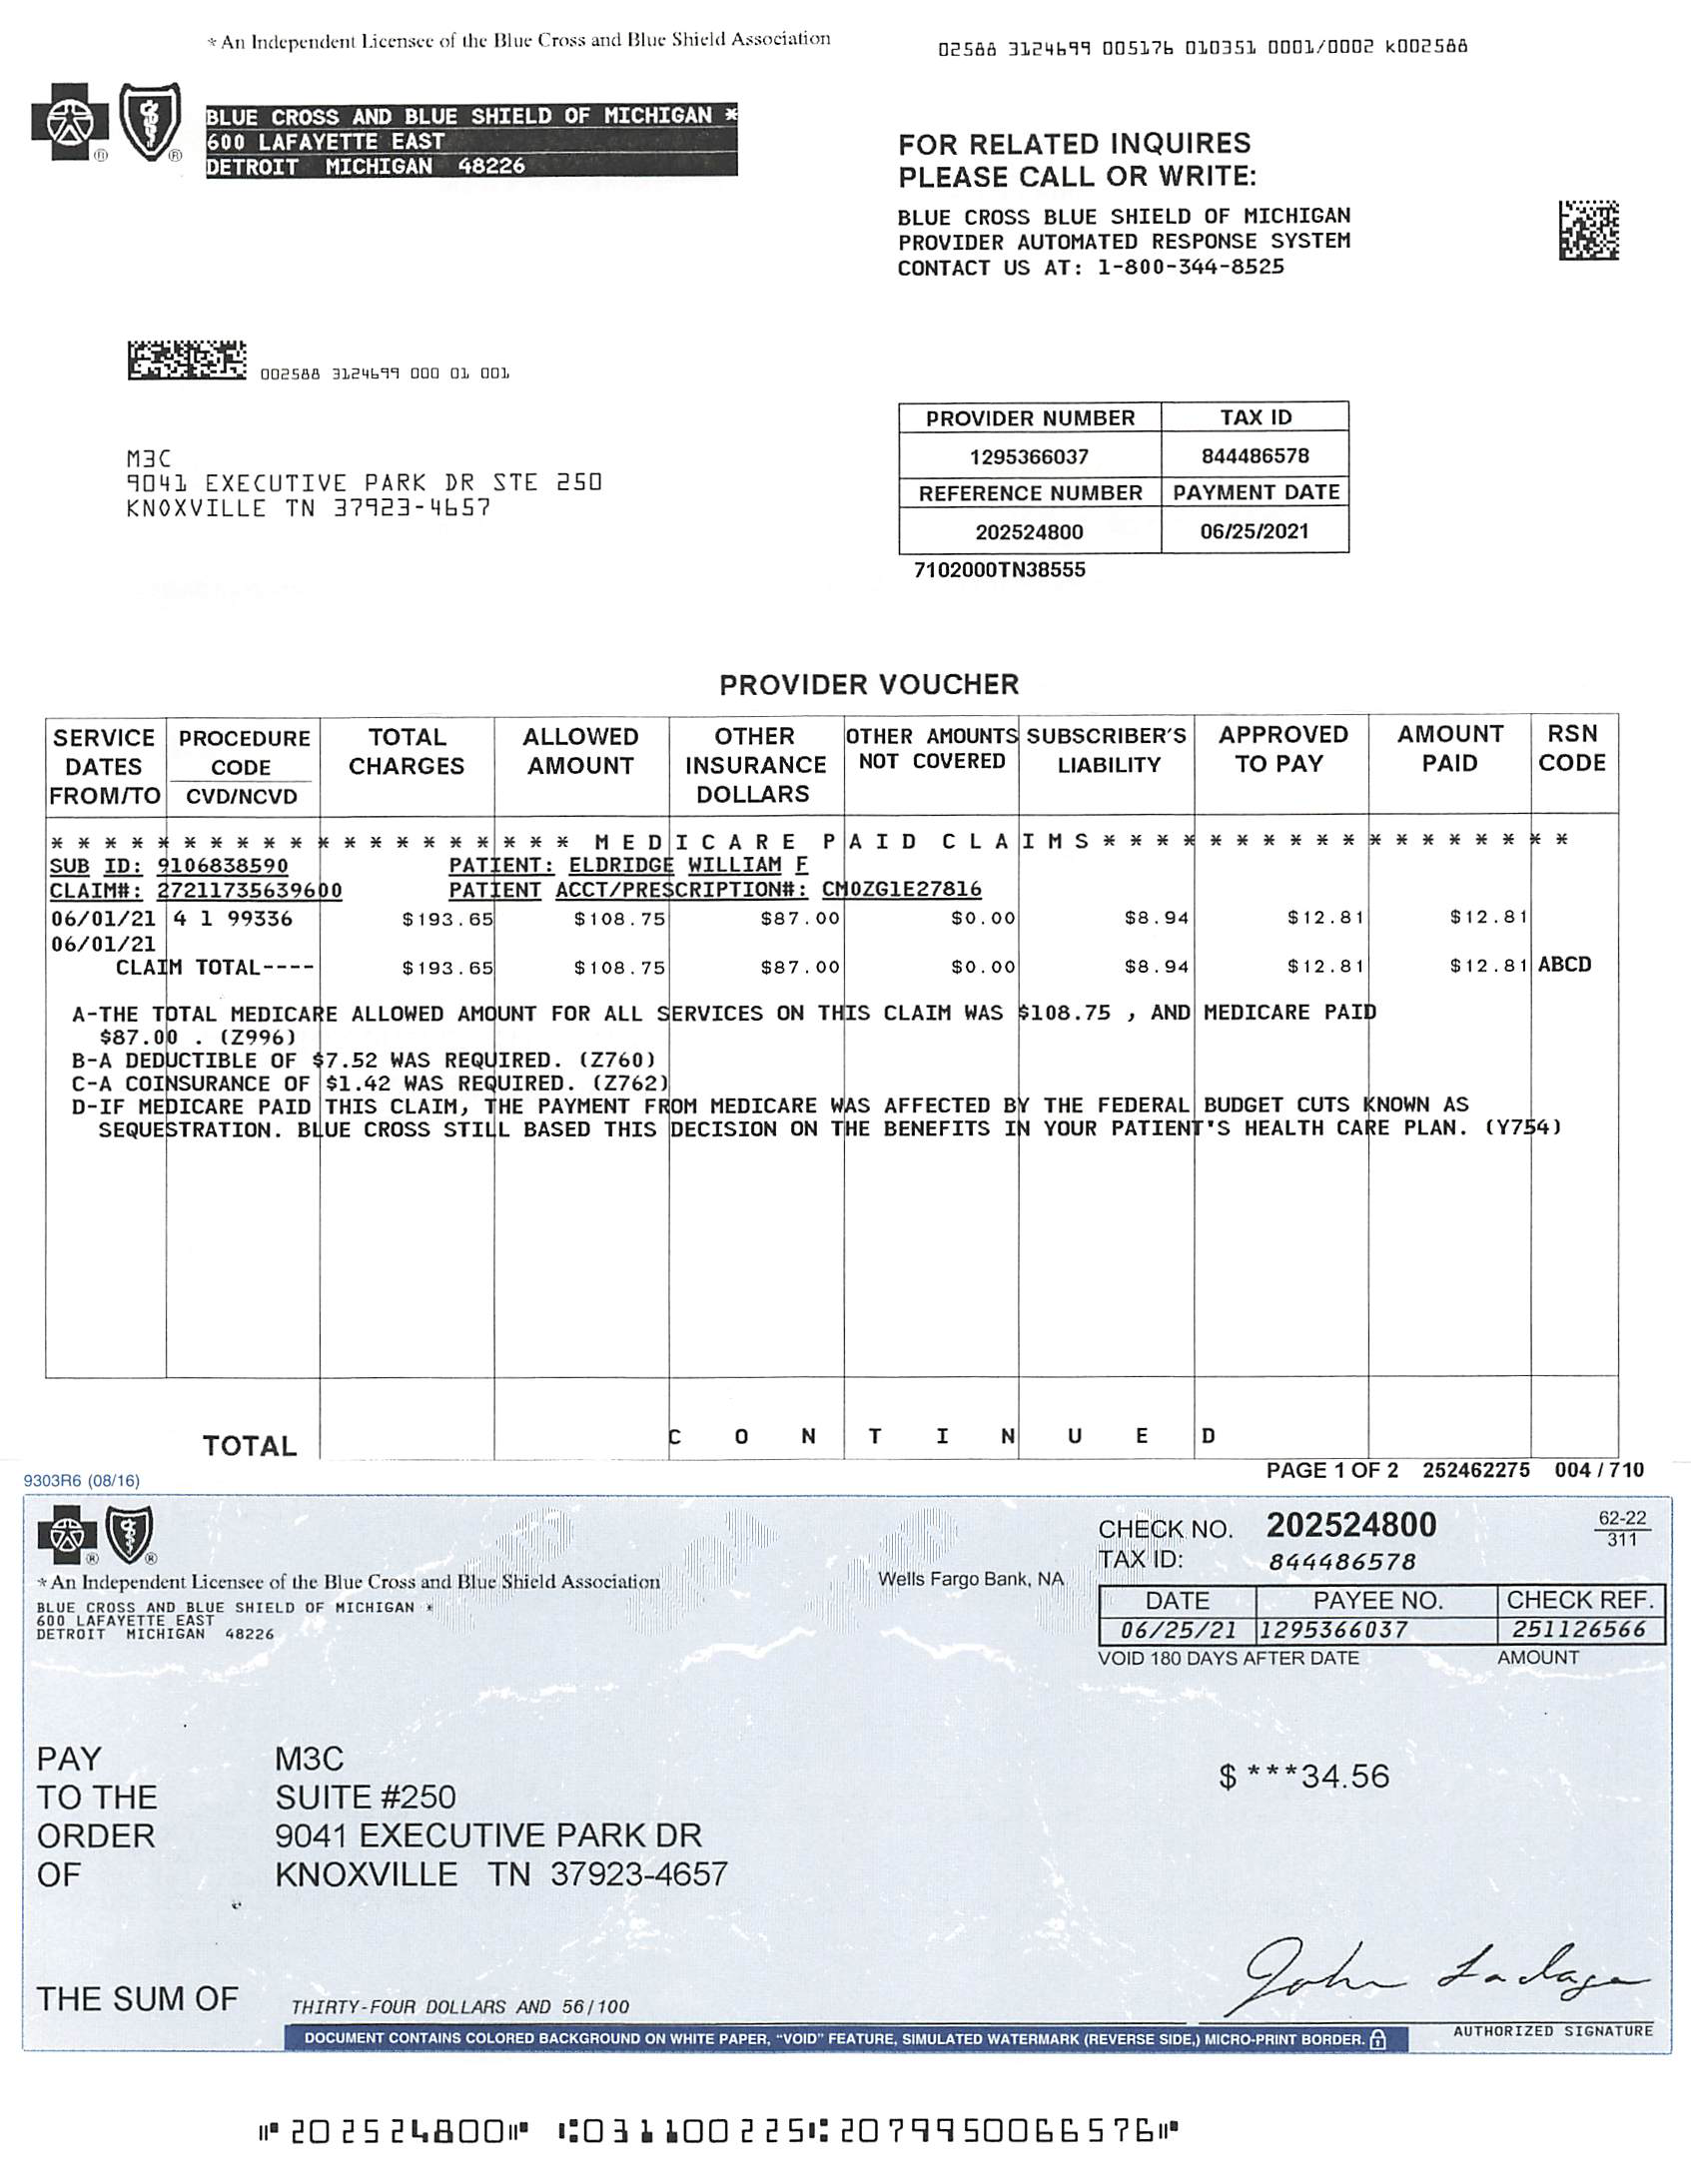 * An Independent Licensee of the Blue Cross and Blue Shield Association
02588 3124699 005176 010351 0001/0002 K002588
BLUE CROSS AND BLUE SHIELD OF MICHIGAN *
600 LAFAYETTE EAST
DETROIT MICHIGAN 48226
FOR RELATED INQUIRES
PLEASE CALL OR WRITE:
BLUE CROSS BLUE SHIELD OF MICHIGAN
PROVIDER AUTOMATED RESPONSE SYSTEM
CONTACT US AT: 1-800-344-8525
002588 3124699 000 01 001
M3C
9041 EXECUTIVE PARK DR STE 250
KNOXVILLE TN 37923-4657
PROVIDER NUMBER TAX ID
1295366037 844486578
REFERENCE NUMBER PAYMENT DATE
202524800 06/25/2021
7102000TN38555
PROVIDER VOUCHER
SERVICE DATES FROM/TO PROCEDURE CODE CVD/NCVD TOTAL CHARGES ALLOWED AMOUNT OTHER INSURANCE DOLLARS OTHER AMOUNTS NOT COVERED SUBSCRIBER'S LIABILITY APPROVED TO PAY AMOUNT PAID RSN CODE
* * * * * * * * * * * * * * * * * * * * MEDICARE PAID CLAIMS * * * * * * * * * * * * * * * * * *
SUB ID: 9106838590 PATIENT: ELDRIDGE WILLIAM F
CLAIM#: 27211735639600 PATIENT ACCT/PRESCRIPTION#: CM0ZG1E27816
06/01/21 4 1 99336 $193.65 $108.75 $87.00 $0.00 $8.94 $12.81 $12.81
06/01/21
CLAIM TOTAL---- $193.65 $108.75 $87.00 $0.00 $8.94 $12.81 $12.81 ABCD
A-THE TOTAL MEDICARE ALLOWED AMOUNT FOR ALL SERVICES ON THIS CLAIM WAS $108.75 , AND MEDICARE PAID
$87.00 . (Z996)
B-A DEDUCTIBLE OF $7.52 WAS REQUIRED. (Z760)
C-A COINSURANCE OF $1.42 WAS REQUIRED. (Z762)
D-IF MEDICARE PAID THIS CLAIM, THE PAYMENT FROM MEDICARE WAS AFFECTED BY THE FEDERAL BUDGET CUTS KNOWN AS
SEQUESTRATION. BLUE CROSS STILL BASED THIS DECISION ON THE BENEFITS IN YOUR PATIENT'S HEALTH CARE PLAN. (Y754)
TOTAL C O N T I N U E D
9303R6 (08/16)
PAGE 1 OF 2 252462275 004 / 710
CHECK NO. 202524800 62-22
311
TAX ID: 844486578
* An Independent Licensee of the Blue Cross and Blue Shield Association
Wells Fargo Bank, NA
BLUE CROSS AND BLUE SHIELD OF MICHIGAN *
600 LAFAYETTE EAST
DETROIT MICHIGAN 48226
DATE PAYEE NO. CHECK REF.
06/25/21 1295366037 251126566
VOID 180 DAYS AFTER DATE AMOUNT
PAY M3C
$ ***34.56
TO THE SUITE #250
ORDER 9041 EXECUTIVE PARK DR
OF KNOXVILLE TN 37923-4657
THE SUM OF THIRTY-FOUR DOLLARS AND 56/100
AUTHORIZED SIGNATURE
DOCUMENT CONTAINS COLORED BACKGROUND ON WHITE PAPER, "VOID" FEATURE, SIMULATED WATERMARK (REVERSE SIDE,) MICRO-PRINT BORDER.
⑈202524800⑈ ⑆031100225⑆2079950066576⑈